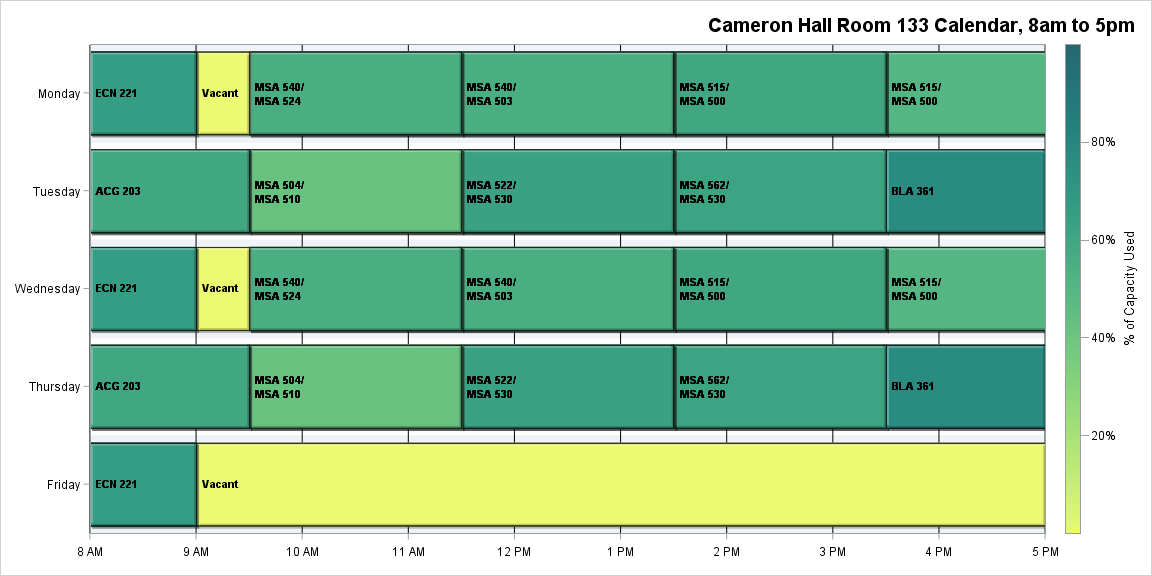 Cameron Hall Room 133 Calendar, 8am to 5pm
Monday
ECN 221
Vacant
MSA 540/
MSA 524
MSA 540/
MSA 503
MSA 515/
MSA 500
MSA 515/
MSA 500
Tuesday
ACG 203
MSA 504/
MSA 510
MSA 522/
MSA 530
MSA 562/
MSA 530
BLA 361
Wednesday
ECN 221
Vacant
MSA 540/
MSA 524
MSA 540/
MSA 503
MSA 515/
MSA 500
MSA 515/
MSA 500
Thursday
ACG 203
MSA 504/
MSA 510
MSA 522/
MSA 530
MSA 562/
MSA 530
BLA 361
Friday
ECN 221
Vacant
8 AM
9 AM
10 AM
11 AM
12 PM
1 PM
2 PM
3 PM
4 PM
5 PM
80%
60%
40%
20%
% of Capacity Used